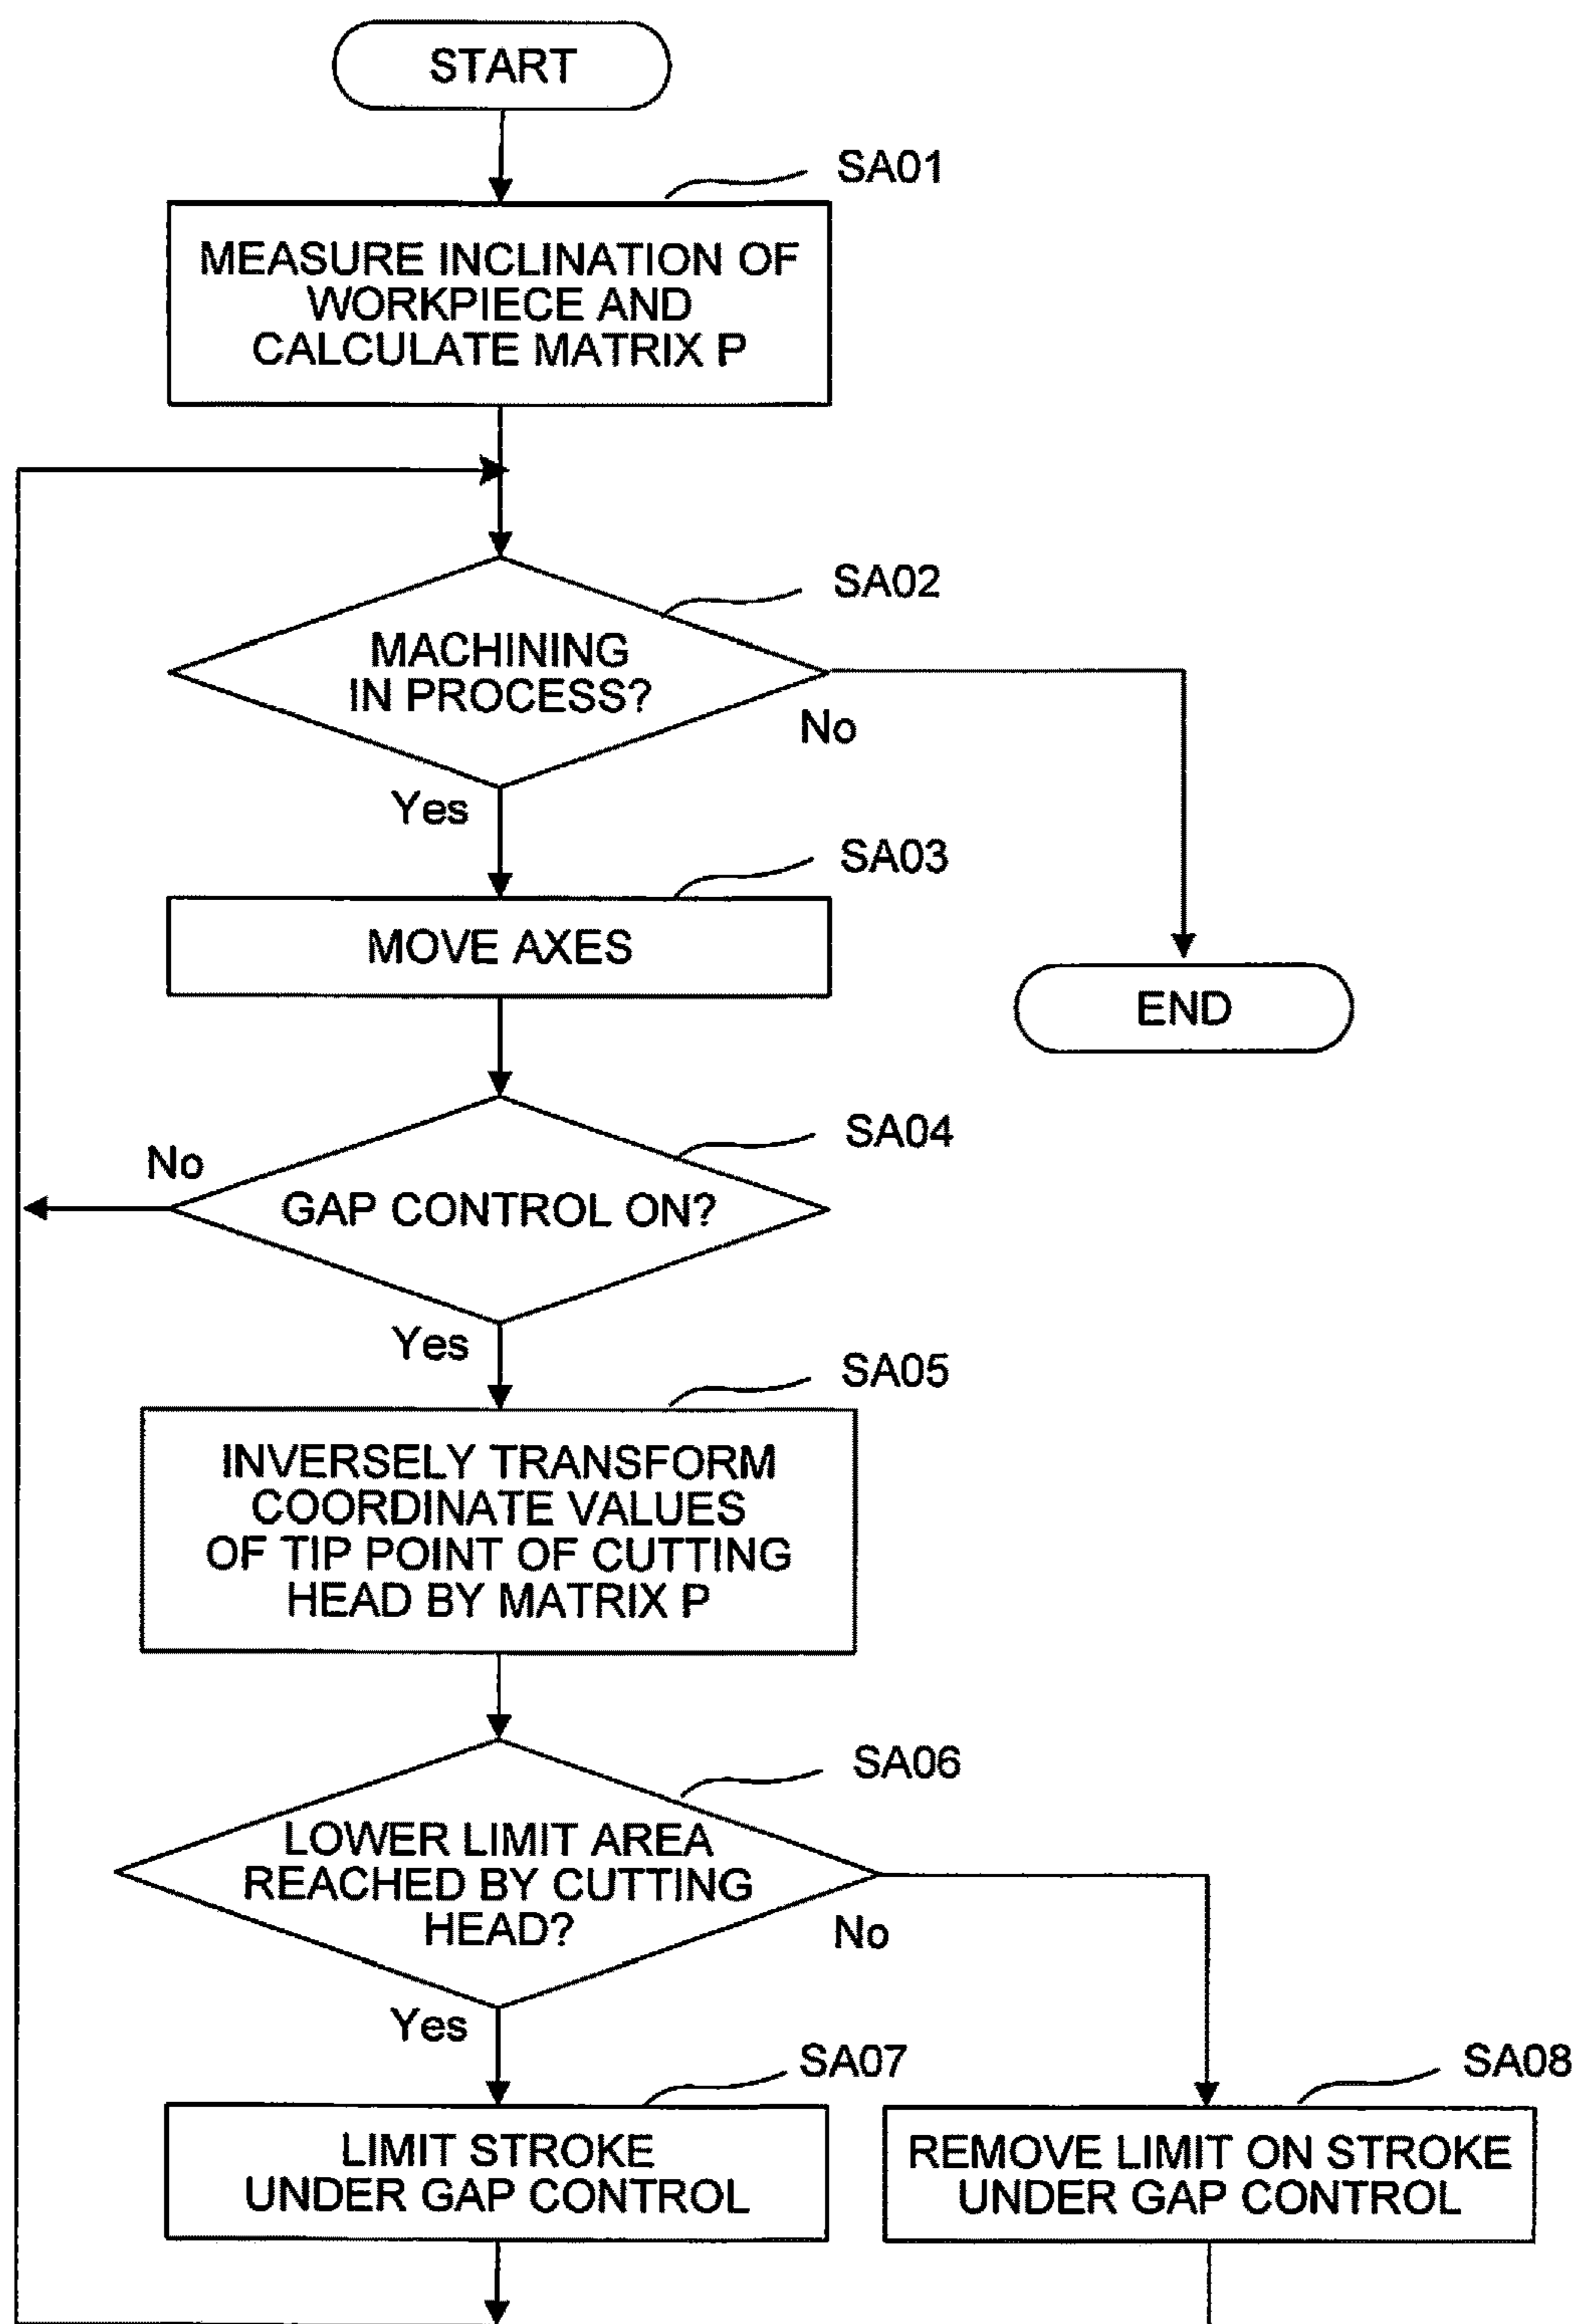 START
SA01
MEASURE INCLINATION OF
WORKPIECE AND
CALCULATE MATRIX P
SA02
MACHINING
IN PROCESS?
No
Yes
SA03
MOVE AXES
END
SA04
No
GAP CONTROL ON?
Yes
SA05
INVERSELY TRANSFORM
COORDINATE VALUES
OF TIP POINT OF CUTTING
HEAD BY MATRIX P
SA06
LOWER LIMIT AREA
REACHED BY CUTTING
HEAD?
No
Yes
SA07
LIMIT STROKE
UNDER GAP CONTROL
SA08
REMOVE LIMIT ON STROKE
UNDER GAP CONTROL